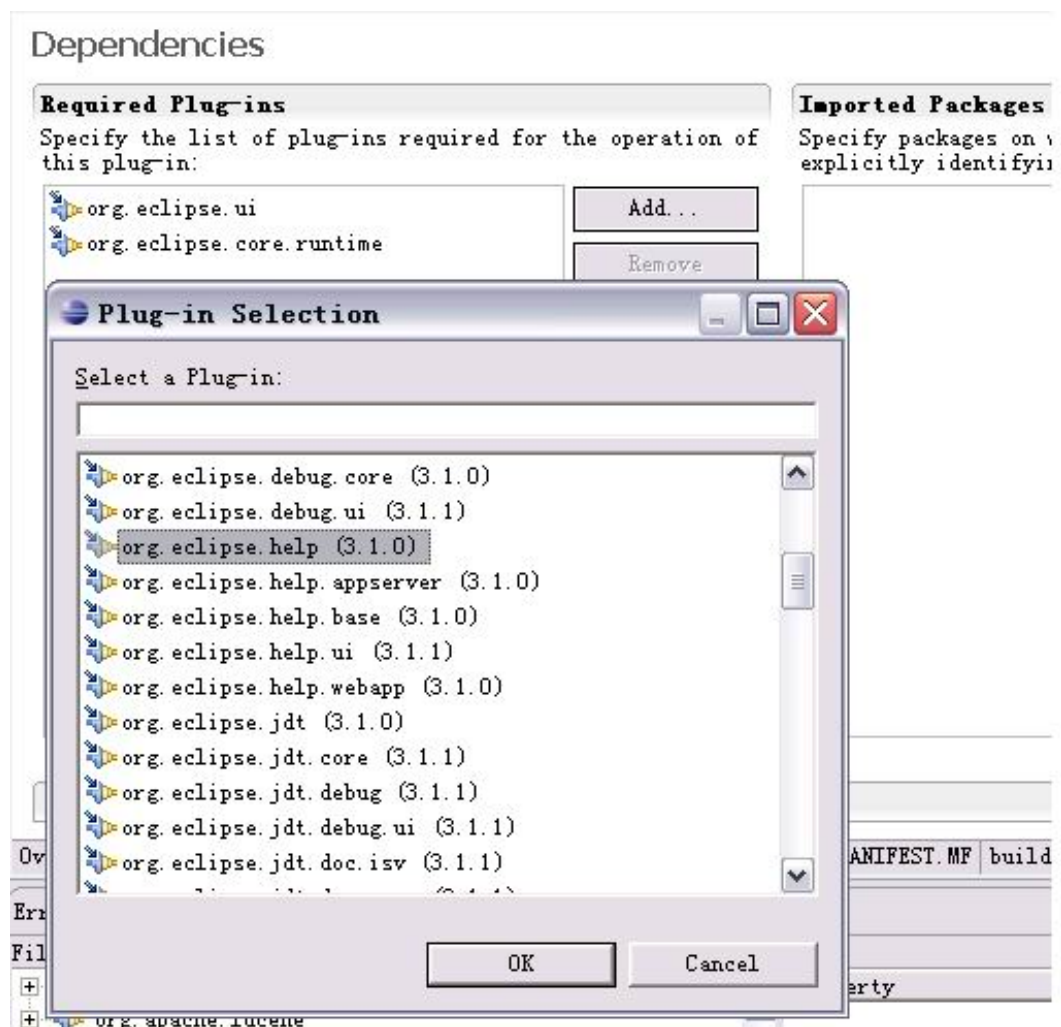 Dependencies
Required Plug-ins
Specify the list of plug-ins required for the operation of
this plug-in:
org.eclipse.ui
org.eclipse.core.runtime
Add...
Remove
Imported Packages
Specify packages on
explicitly
Plug-in Selection
Select a Plug-in:
org.eclipse.debug.core (3.1.0)
org.eclipse.debug.ui (3.1.1)
org.eclipse.help (3.1.0)
org.eclipse.help.appserver (3.1.0)
org.eclipse.help.base (3.1.0)
org.eclipse.help.ui (3.1.1)
org.eclipse.help.webapp (3.1.0)
org.eclipse.jdt (3.1.0)
org.eclipse.jdt.core (3.1.1)
org.eclipse.jdt.debug (3.1.1)
org.eclipse.jdt.debug.ui (3.1.1)
org.eclipse.jdt.doc.isv (3.1.1)
OK
Cancel
Ov
ANIFEST.MF
build
Err
Fil
erty
org.apache.lucene